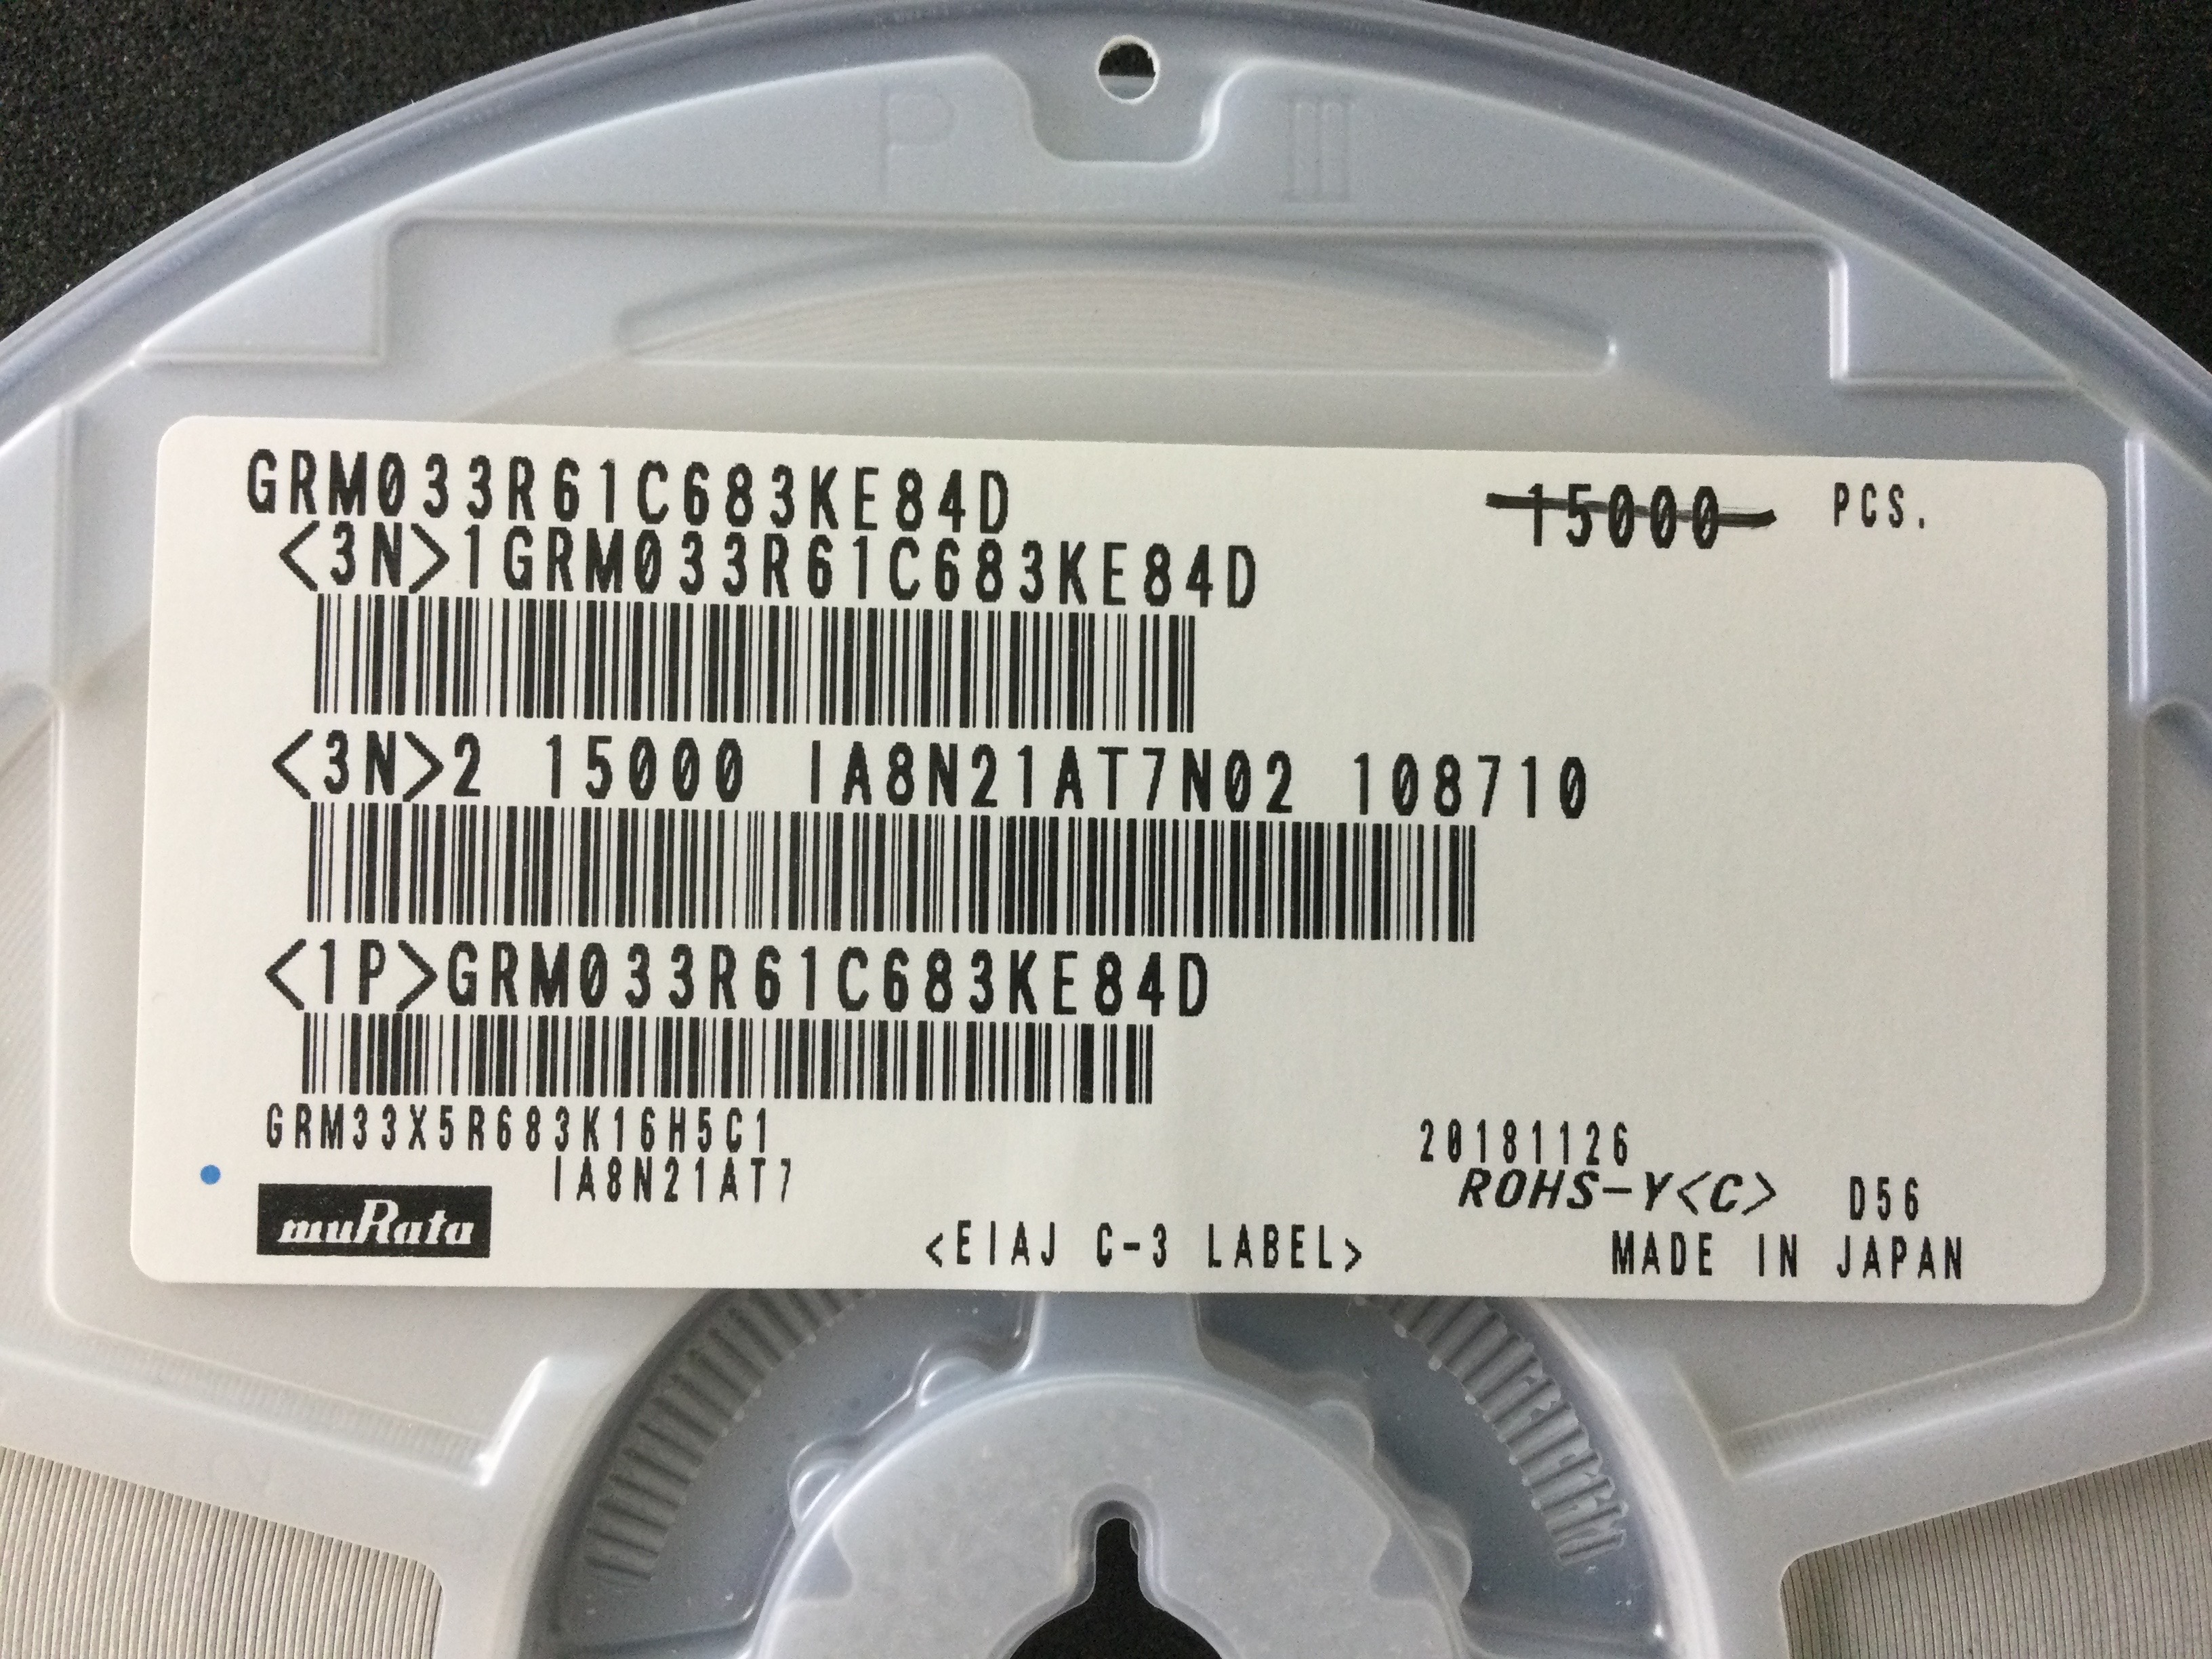 P III
GRM033R61C683KE84D 15000 PCS.
<3N>1GRM033R61C683KE84D
<3N>2 15000 IA8N21AT7N02 108710
<1P>GRM033R61C683KE84D
GRM33X5R683K16H5C1 20181126
IA8N21AT7 ROHS-Y<C> D56
muRata <EIAJ C-3 LABEL> MADE IN JAPAN